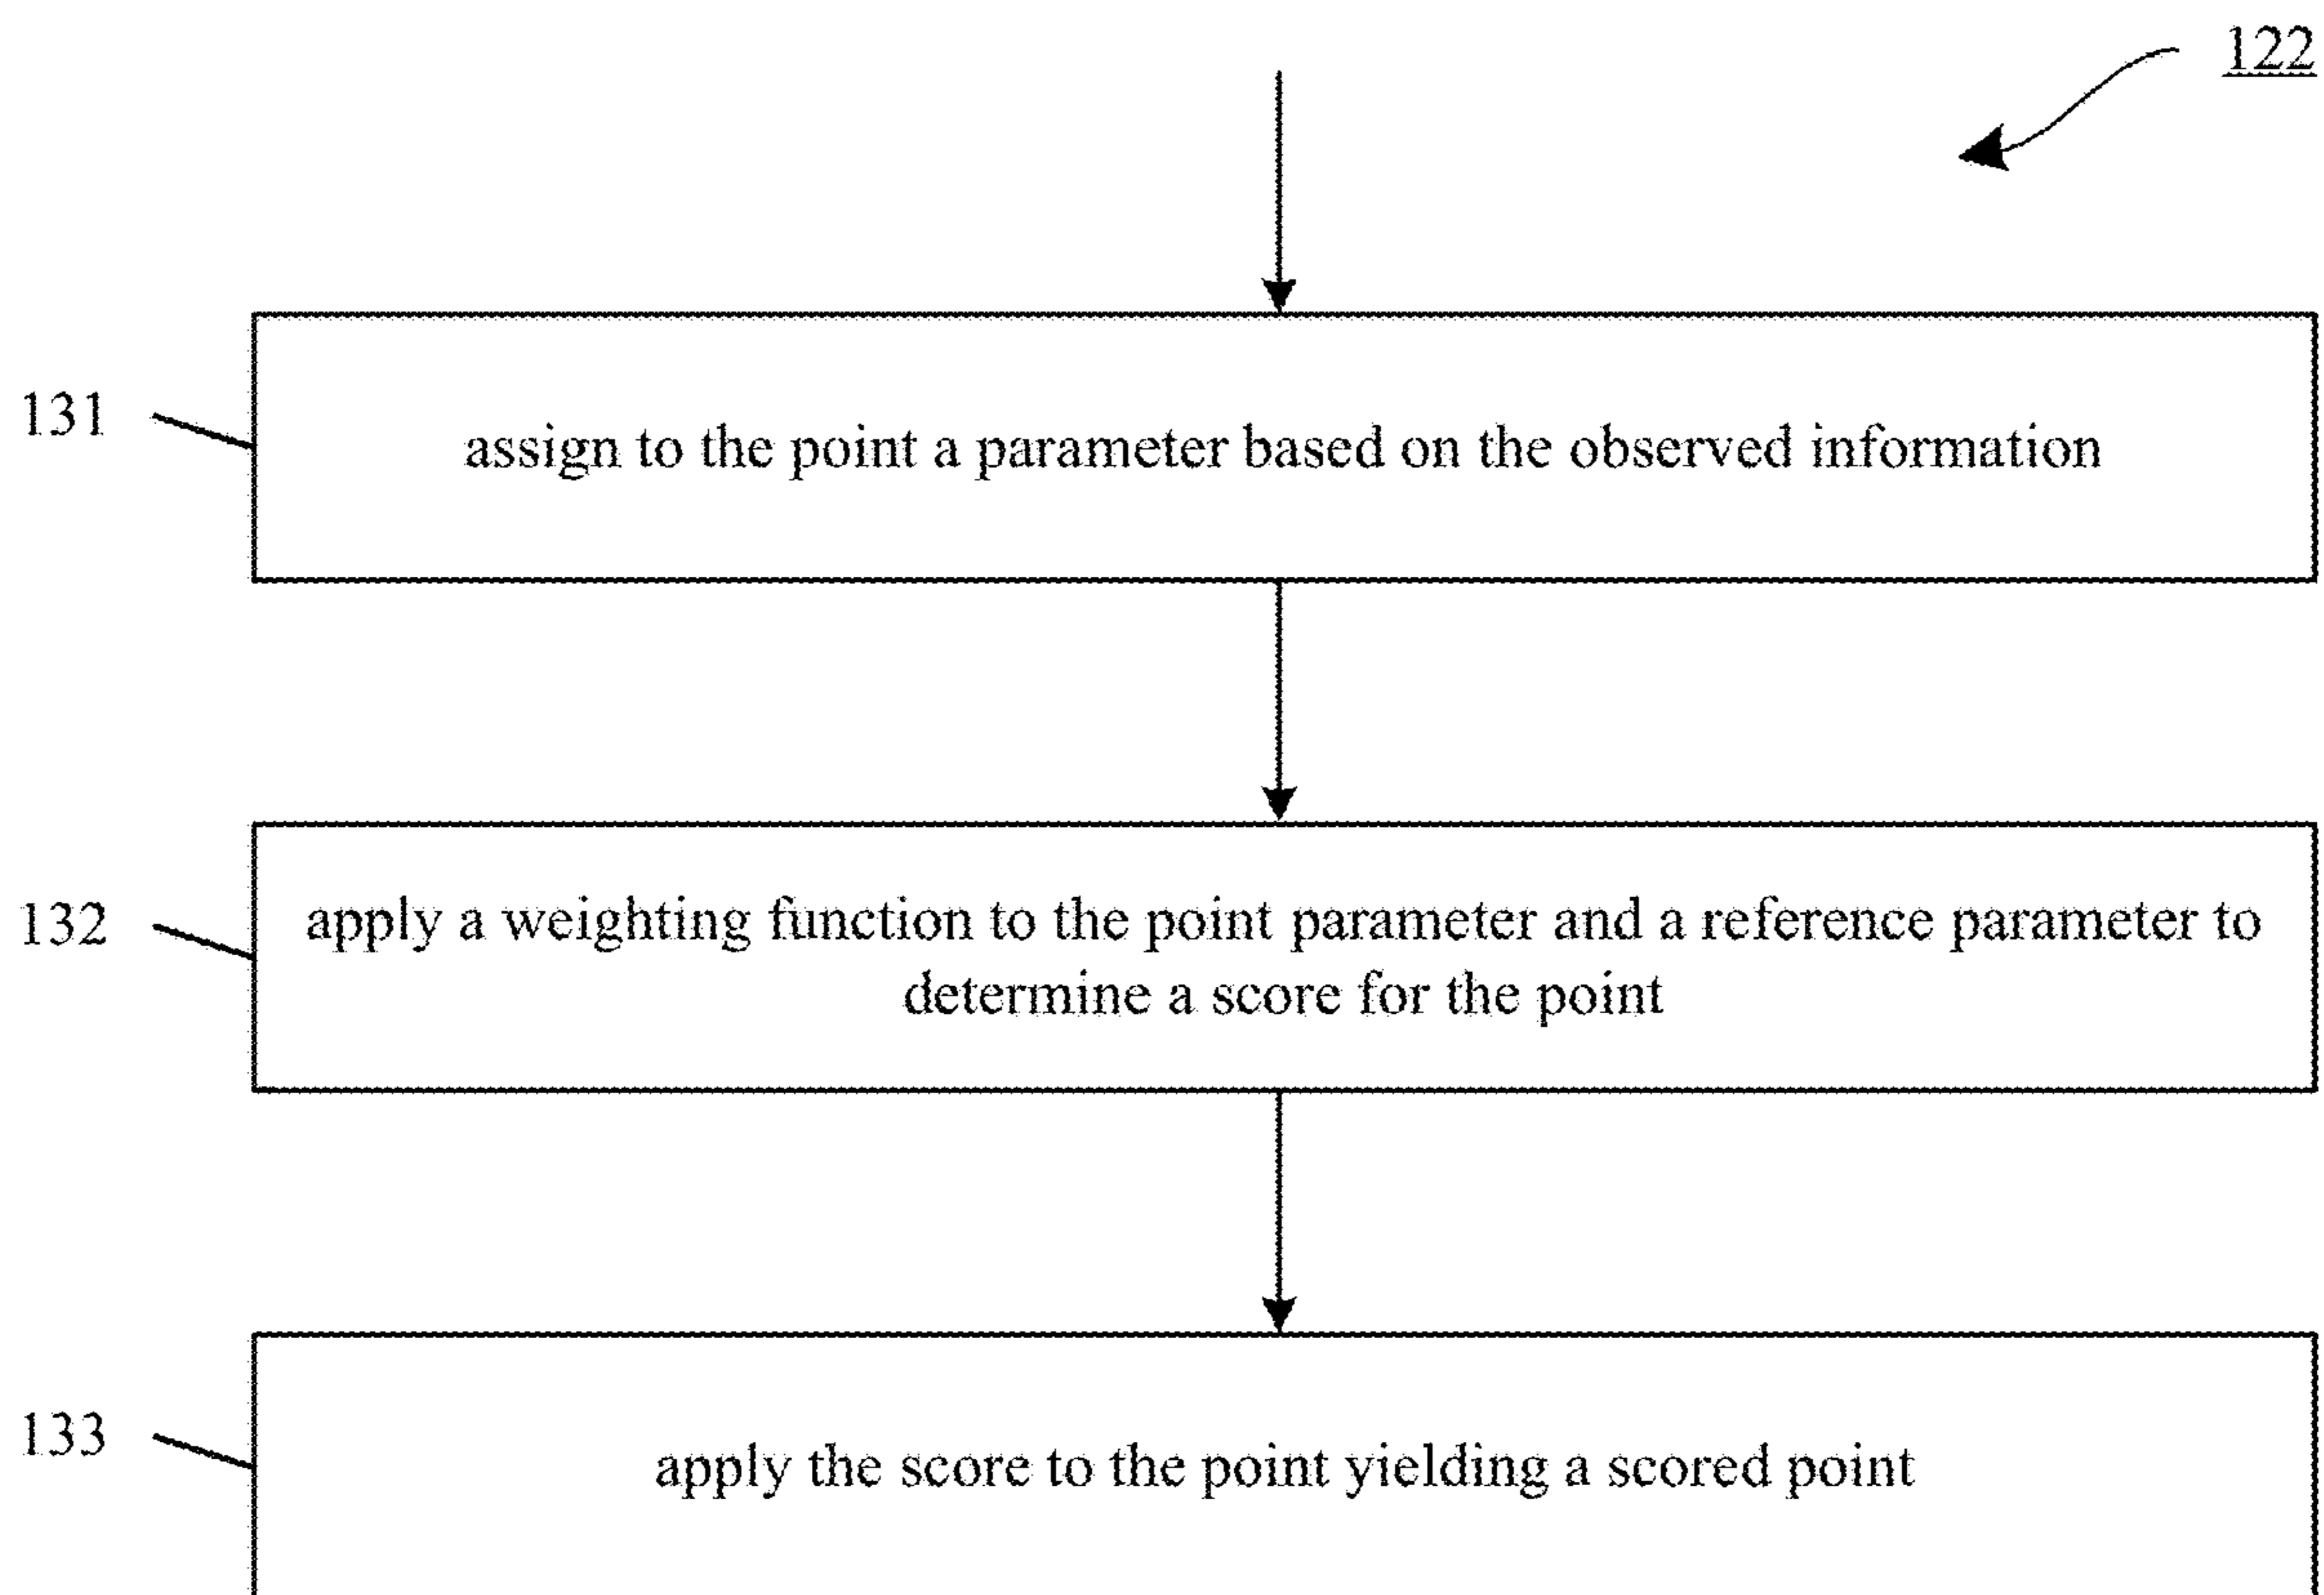 122
131
assign to the point a parameter based on the observed information
132
apply a weighting function to the point parameter and a reference parameter to
determine a score for the point
133
apply the score to the point yielding a scored point